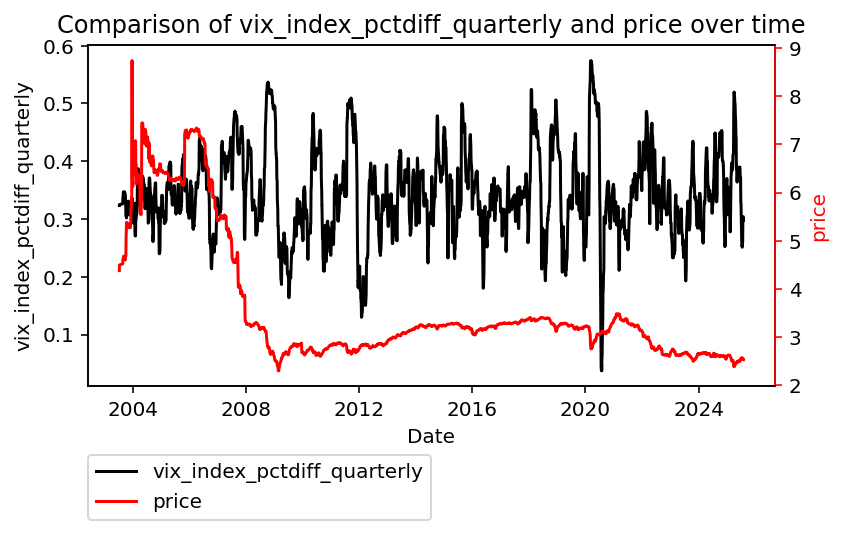 Comparison of vix_index_pctdiff_quarterly and price over time
vix_index_pctdiff_quarterly
0.6
0.5
0.4
0.3
0.2
0.1
9
8
7
6
5
4
3
2
price
2004 2008 2012 2016 2020 2024
Date
vix_index_pctdiff_quarterly
price